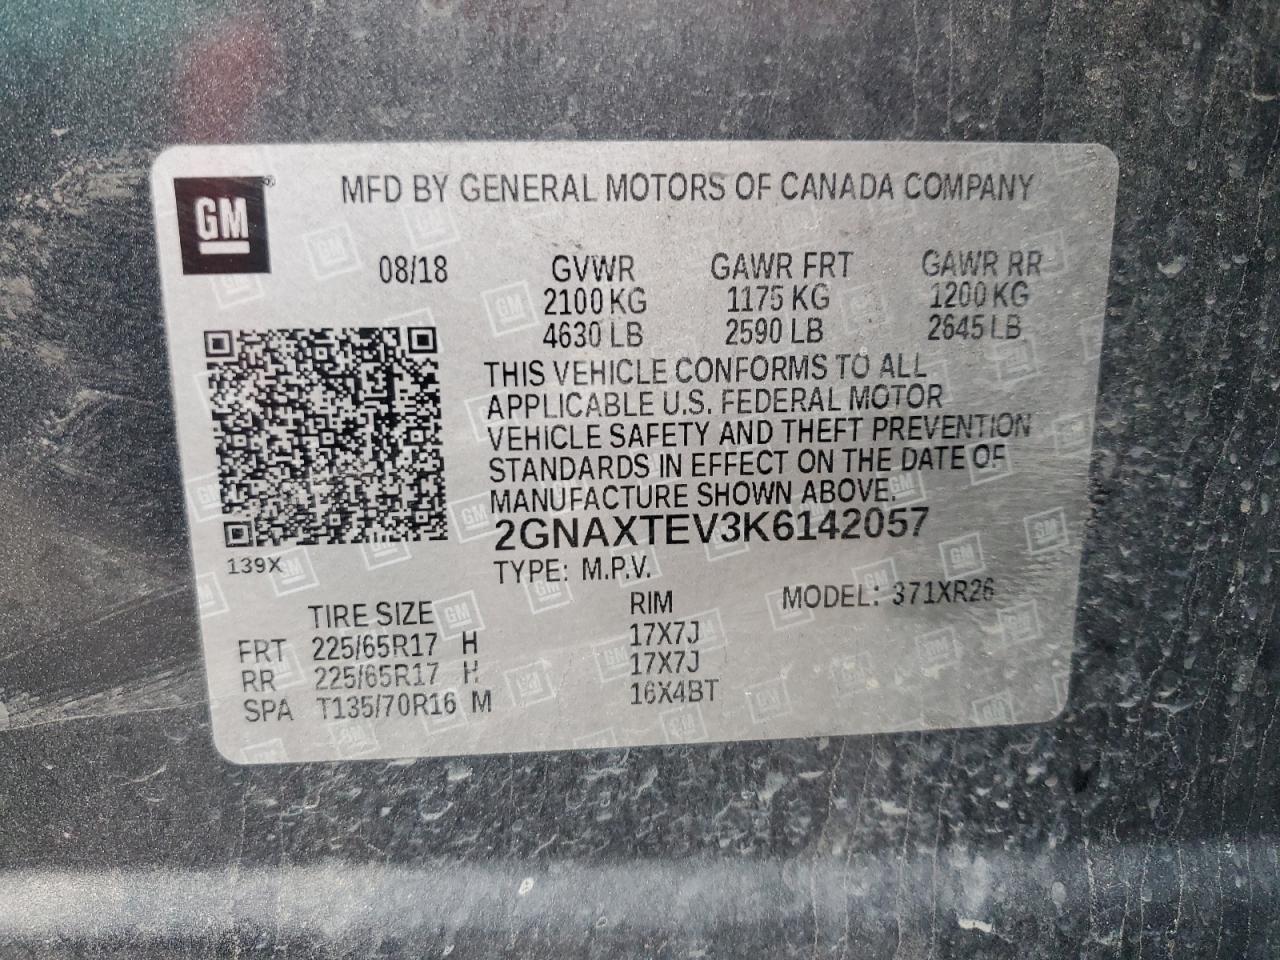 GM
MFD BY GENERAL MOTORS OF CANADA COMPANY
08/18 GVWR GAWR FRT GAWR RR
2100 KG 1175 KG 1200 KG
4630 LB 2590 LB 2645 LB
THIS VEHICLE CONFORMS TO ALL
APPLICABLE U.S. FEDERAL MOTOR
VEHICLE SAFETY AND THEFT PREVENTION
STANDARDS IN EFFECT ON THE DATE OF
MANUFACTURE SHOWN ABOVE.
2GNAXTEV3K6142057
139X
TYPE: M.P.V.
TIRE SIZE RIM MODEL: 371XR26
FRT 225/65R17 H 17X7J
RR 225/65R17 H 17X7J
SPA T135/70R16 M 16X4BT